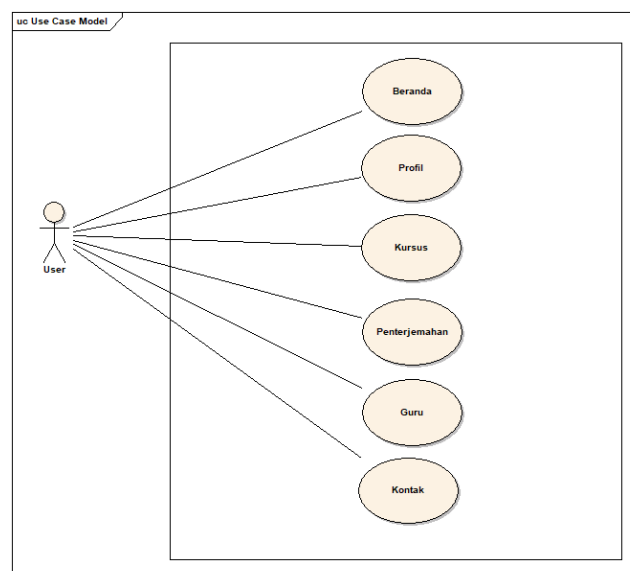 uc Use Case Model
Beranda
Profil
Kursus
User
Penterjemahan
Guru
Kontak